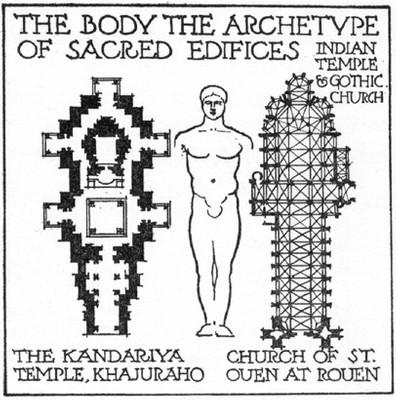 THE BODY THE ARCHETYPE
OF SACRED EDIFICES
INDIAN
TEMPLE
& GOTHIC
CHURCH
THE KANDARIYA
TEMPLE, KHAJURAHO
CHURCH OF ST.
OUEN AT ROUEN